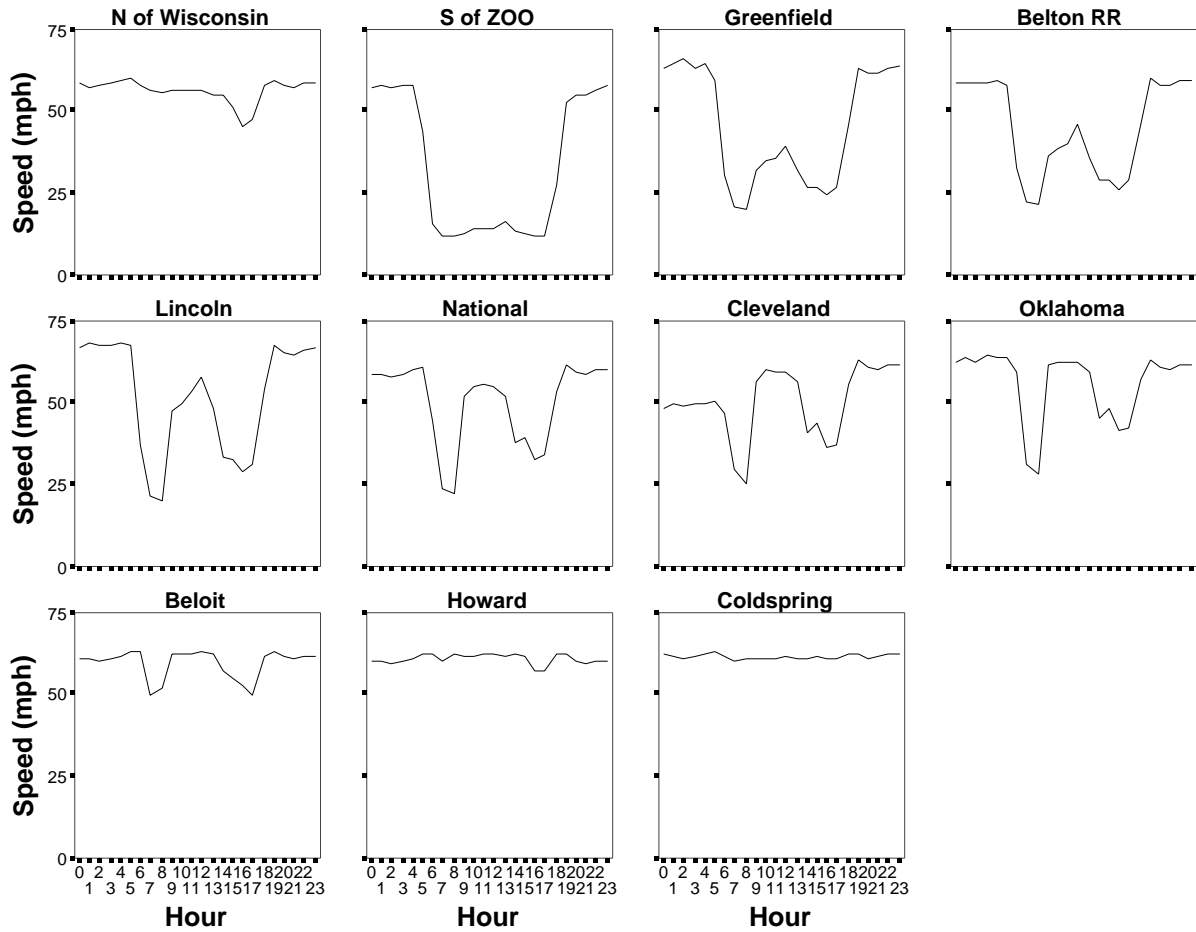 N of Wisconsin
S of ZOO
Greenfield
Belton RR
75
50
25
0
Speed (mph)
Lincoln
National
Cleveland
Oklahoma
75
50
25
0
Speed (mph)
Beloit
Howard
Coldspring
75
50
25
0
Speed (mph)
0 2 4 6 8 10 12 14 16 18 20 22
1 3 5 7 9 11 13 15 17 19 21 23
0 2 4 6 8 10 12 14 16 18 20 22
1 3 5 7 9 11 13 15 17 19 21 23
0 2 4 6 8 10 12 14 16 18 20 22
1 3 5 7 9 11 13 15 17 19 21 23
Hour
Hour
Hour